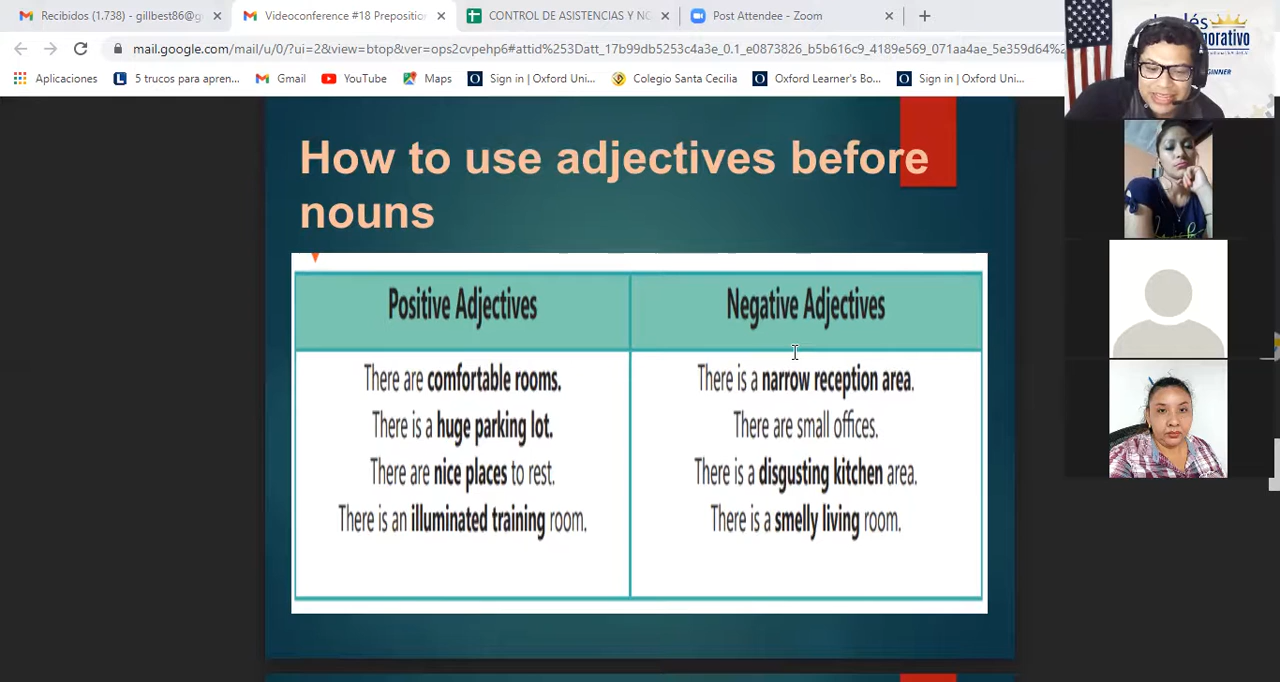 Recibidos (1.738) - gillbest86@g
Videoconference #18 Preposition
CONTROL DE ASISTENCIAS Y NO
Post Attendee - Zoom
mail.google.com/mail/u/0/?ui=2&view=btop&ver=ops2cvpehp6#attid%253Datt_17b99db5253c4a3e_0.1_e0873826_b5b616c9_4189e569_071aa4ae_5e359d64%2
Aplicaciones
5 trucos para apren...
Gmail
YouTube
Maps
Sign in | Oxford Uni...
Colegio Santa Cecilia
Oxford Learner's Bo...
Sign in | Oxford Uni...
How to use adjectives before
nouns
Positive Adjectives
Negative Adjectives
There are comfortable rooms.
There is a huge parking lot.
There are nice places to rest.
There is an illuminated training room.
There is a narrow reception area.
There are small offices.
There is a disgusting kitchen area.
There is a smelly living room.